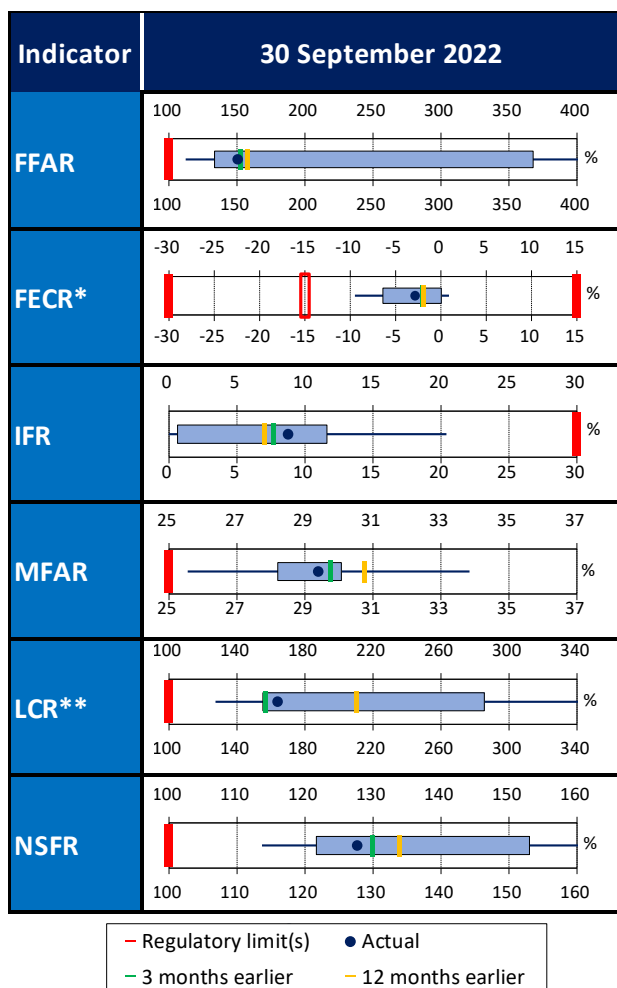 Indicator 30 September 2022
100 150 200 250 300 350 400
FFAR %
100 150 200 250 300 350 400
-30 -25 -20 -15 -10 -5 0 5 10 15
FECR* %
-30 -25 -20 -15 -10 -5 0 5 10 15
0 5 10 15 20 25 30
IFR %
0 5 10 15 20 25 30
25 27 29 31 33 35 37
MFAR %
25 27 29 31 33 35 37
100 140 180 220 260 300 340
LCR** %
100 140 180 220 260 300 340
100 110 120 130 140 150 160
NSFR %
100 110 120 130 140 150 160
Regulatory limit(s) Actual
3 months earlier 12 months earlier